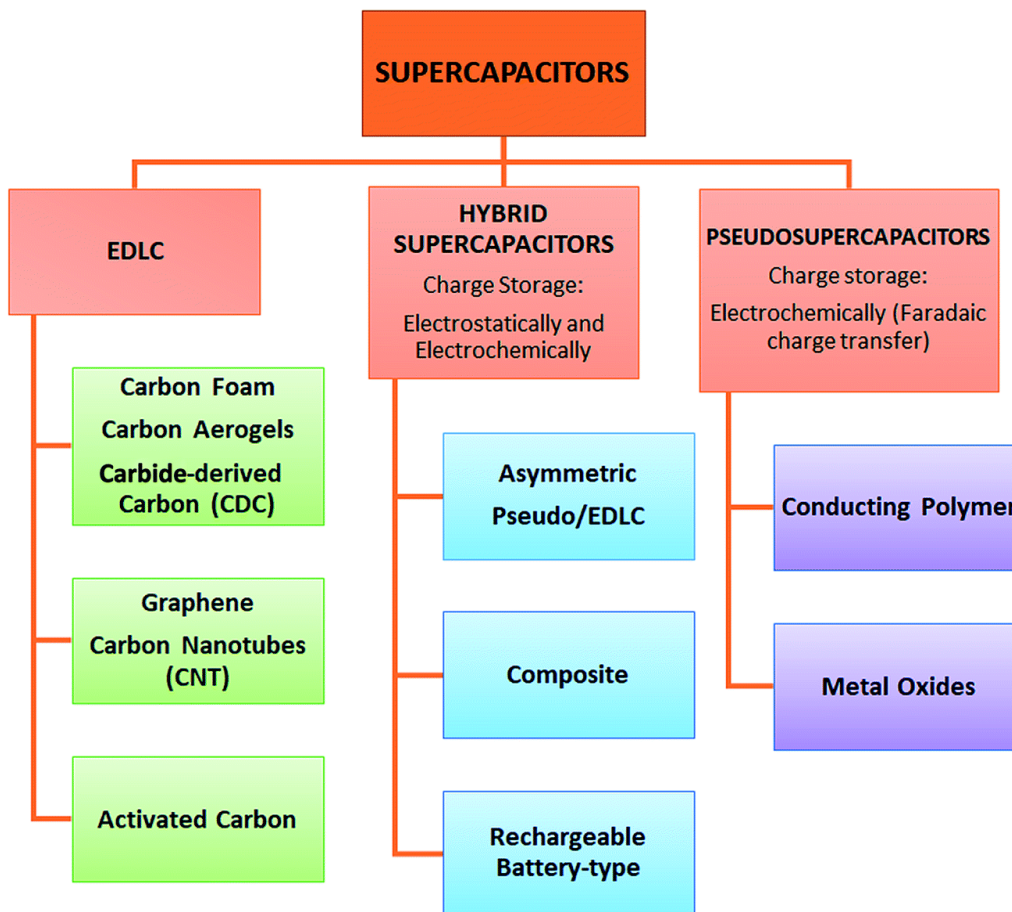 SUPERCAPACITORS
EDLC
HYBRID
SUPERCAPACITORS
Charge Storage:
Electrostatically and
Electrochemically
PSEUDOSUPERCAPACITORS
Charge storage:
Electrochemically (Faradaic
charge transfer)
Carbon Foam
Carbon Aerogels
Carbide-derived
Carbon (CDC)
Graphene
Carbon Nanotubes
(CNT)
Activated Carbon
Asymmetric
Pseudo/EDLC
Composite
Rechargeable
Battery-type
Conducting Polymer
Metal Oxides